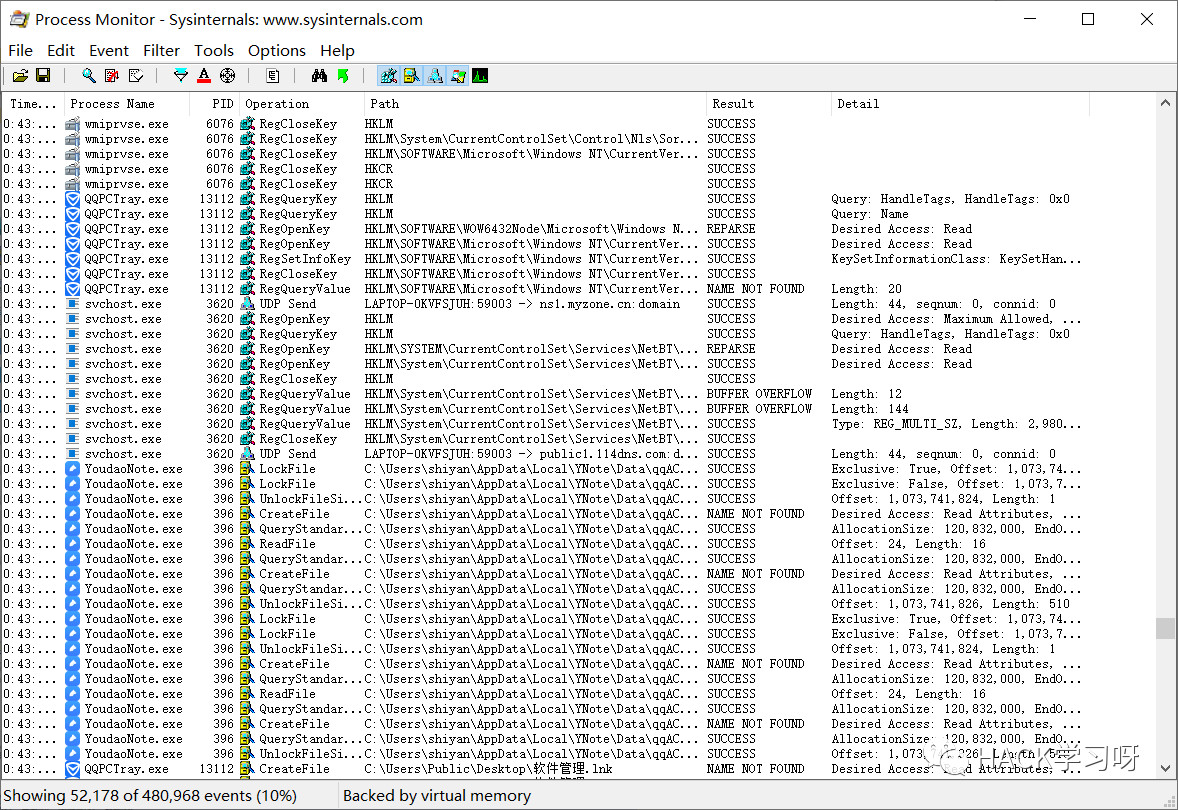 Process Monitor - Sysinternals: www.sysinternals.com
File Edit Event Filter Tools Options Help
Time... Process Name PID Operation Path Result Detail
0:43:... wmiprvse.exe 6076 RegCloseKey HKLM SUCCESS
0:43:... wmiprvse.exe 6076 RegCloseKey HKLM\System\CurrentControlSet\Control\Nls\Sor... SUCCESS
0:43:... wmiprvse.exe 6076 RegCloseKey HKLM\SOFTWARE\Microsoft\Windows NT\CurrentVer... SUCCESS
0:43:... wmiprvse.exe 6076 RegCloseKey HKCR SUCCESS
0:43:... wmiprvse.exe 6076 RegCloseKey HKCR SUCCESS
0:43:... QQPCTray.exe 13112 RegQueryKey HKLM SUCCESS Query: HandleTags, HandleTags: 0x0
0:43:... QQPCTray.exe 13112 RegQueryKey HKLM SUCCESS Query: Name
0:43:... QQPCTray.exe 13112 RegOpenKey HKLM\SOFTWARE\WOW6432Node\Microsoft\Windows N... REPARSE Desired Access: Read
0:43:... QQPCTray.exe 13112 RegOpenKey HKLM\SOFTWARE\Microsoft\Windows NT\CurrentVer... SUCCESS Desired Access: Read
0:43:... QQPCTray.exe 13112 RegSetInfoKey HKLM\SOFTWARE\Microsoft\Windows NT\CurrentVer... SUCCESS KeySetInformationClass: KeySetHan...
0:43:... QQPCTray.exe 13112 RegCloseKey HKLM\SOFTWARE\Microsoft\Windows NT\CurrentVer... SUCCESS
0:43:... QQPCTray.exe 13112 RegQueryValue HKLM\SOFTWARE\Microsoft\Windows NT\CurrentVer... NAME NOT FOUND Length: 20
0:43:... svchost.exe 3620 UDP Send LAPTOP-0KVFSJUH:59003 -> ns1.myzone.cn:domain SUCCESS Length: 44, seqnum: 0, connid: 0
0:43:... svchost.exe 3620 RegOpenKey HKLM SUCCESS Desired Access: Maximum Allowed, ...
0:43:... svchost.exe 3620 RegQueryKey HKLM SUCCESS Query: HandleTags, HandleTags: 0x0
0:43:... svchost.exe 3620 RegOpenKey HKLM\SYSTEM\CurrentControlSet\Services\NetBT\... REPARSE Desired Access: Read
0:43:... svchost.exe 3620 RegOpenKey HKLM\System\CurrentControlSet\Services\NetBT\... SUCCESS Desired Access: Read
0:43:... svchost.exe 3620 RegCloseKey HKLM SUCCESS
0:43:... svchost.exe 3620 RegQueryValue HKLM\System\CurrentControlSet\Services\NetBT\... BUFFER OVERFLOW Length: 12
0:43:... svchost.exe 3620 RegQueryValue HKLM\System\CurrentControlSet\Services\NetBT\... BUFFER OVERFLOW Length: 144
0:43:... svchost.exe 3620 RegQueryValue HKLM\System\CurrentControlSet\Services\NetBT\... SUCCESS Type: REG_MULTI_SZ, Length: 2,980...
0:43:... svchost.exe 3620 RegCloseKey HKLM\System\CurrentControlSet\Services\NetBT\... SUCCESS
0:43:... svchost.exe 3620 UDP Send LAPTOP-0KVFSJUH:59003 -> public1.114dns.com:d... SUCCESS Length: 44, seqnum: 0, connid: 0
0:43:... YoudaoNote.exe 396 LockFile C:\Users\shiyan\AppData\Local\YNote\Data\qqAC... SUCCESS Exclusive: True, Offset: 1,073,74...
0:43:... YoudaoNote.exe 396 LockFile C:\Users\shiyan\AppData\Local\YNote\Data\qqAC... SUCCESS Exclusive: False, Offset: 1,073,7...
0:43:... YoudaoNote.exe 396 UnlockFileSi... C:\Users\shiyan\AppData\Local\YNote\Data\qqAC... SUCCESS Offset: 1,073,741,824, Length: 1
0:43:... YoudaoNote.exe 396 CreateFile C:\Users\shiyan\AppData\Local\YNote\Data\qqAC... NAME NOT FOUND Desired Access: Read Attributes, ...
0:43:... YoudaoNote.exe 396 QueryStandar... C:\Users\shiyan\AppData\Local\YNote\Data\qqAC... SUCCESS AllocationSize: 120,832,000, EndO...
0:43:... YoudaoNote.exe 396 ReadFile C:\Users\shiyan\AppData\Local\YNote\Data\qqAC... SUCCESS Offset: 24, Length: 16
0:43:... YoudaoNote.exe 396 QueryStandar... C:\Users\shiyan\AppData\Local\YNote\Data\qqAC... SUCCESS AllocationSize: 120,832,000, EndO...
0:43:... YoudaoNote.exe 396 CreateFile C:\Users\shiyan\AppData\Local\YNote\Data\qqAC... NAME NOT FOUND Desired Access: Read Attributes, ...
0:43:... YoudaoNote.exe 396 QueryStandar... C:\Users\shiyan\AppData\Local\YNote\Data\qqAC... SUCCESS AllocationSize: 120,832,000, EndO...
0:43:... YoudaoNote.exe 396 UnlockFileSi... C:\Users\shiyan\AppData\Local\YNote\Data\qqAC... SUCCESS Offset: 1,073,741,826, Length: 510
0:43:... YoudaoNote.exe 396 LockFile C:\Users\shiyan\AppData\Local\YNote\Data\qqAC... SUCCESS Exclusive: True, Offset: 1,073,74...
0:43:... YoudaoNote.exe 396 LockFile C:\Users\shiyan\AppData\Local\YNote\Data\qqAC... SUCCESS Exclusive: False, Offset: 1,073,7...
0:43:... YoudaoNote.exe 396 UnlockFileSi... C:\Users\shiyan\AppData\Local\YNote\Data\qqAC... SUCCESS Offset: 1,073,741,824, Length: 1
0:43:... YoudaoNote.exe 396 CreateFile C:\Users\shiyan\AppData\Local\YNote\Data\qqAC... NAME NOT FOUND Desired Access: Read Attributes, ...
0:43:... YoudaoNote.exe 396 QueryStandar... C:\Users\shiyan\AppData\Local\YNote\Data\qqAC... SUCCESS AllocationSize: 120,832,000, EndO...
0:43:... YoudaoNote.exe 396 ReadFile C:\Users\shiyan\AppData\Local\YNote\Data\qqAC... SUCCESS Offset: 24, Length: 16
0:43:... YoudaoNote.exe 396 QueryStandar... C:\Users\shiyan\AppData\Local\YNote\Data\qqAC... SUCCESS AllocationSize: 120,832,000, EndO...
0:43:... YoudaoNote.exe 396 CreateFile C:\Users\shiyan\AppData\Local\YNote\Data\qqAC... NAME NOT FOUND Desired Access: Read Attributes, ...
0:43:... YoudaoNote.exe 396 QueryStandar... C:\Users\shiyan\AppData\Local\YNote\Data\qqAC... SUCCESS AllocationSize: 120,832,000, EndO...
0:43:... YoudaoNote.exe 396 UnlockFileSi... C:\Users\shiyan\AppData\Local\YNote\Data\qqAC... SUCCESS
0:43:... QQPCTray.exe 13112 CreateFile C:\Users\Public\Desktop\软件管理.lnk NAME NOT FOUND Desired Access: Read Attributes, ...
HACK学习呀
Showing 52,178 of 480,968 events (10%) Backed by virtual memory